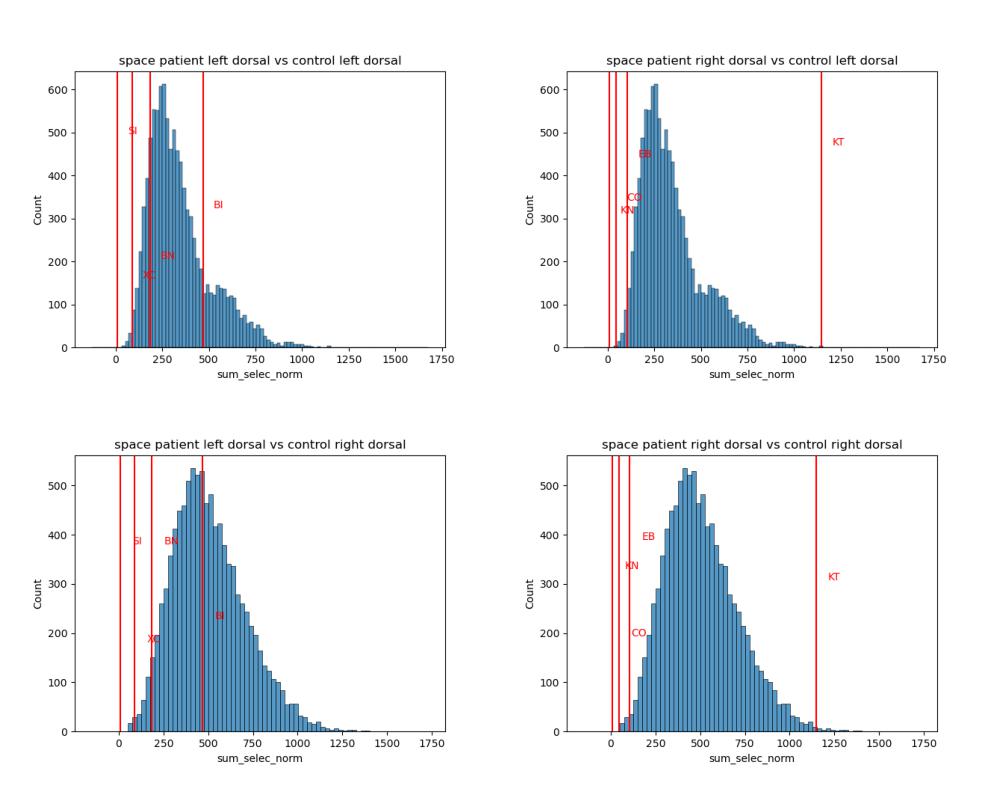 space patient left dorsal vs control left dorsal
600
500
400
300
200
100
0
Count
SI
BI
BN
XC
0 250 500 750 1000 1250 1500 1750
sum_selec_norm
space patient right dorsal vs control left dorsal
600
500
400
300
200
100
0
Count
KT
EB
CO
KN
0 250 500 750 1000 1250 1500 1750
sum_selec_norm
space patient left dorsal vs control right dorsal
500
400
300
200
100
0
Count
SI
BN
BI
XC
0 250 500 750 1000 1250 1500 1750
sum_selec_norm
space patient right dorsal vs control right dorsal
500
400
300
200
100
0
Count
EB
KN
KT
CO
0 250 500 750 1000 1250 1500 1750
sum_selec_norm